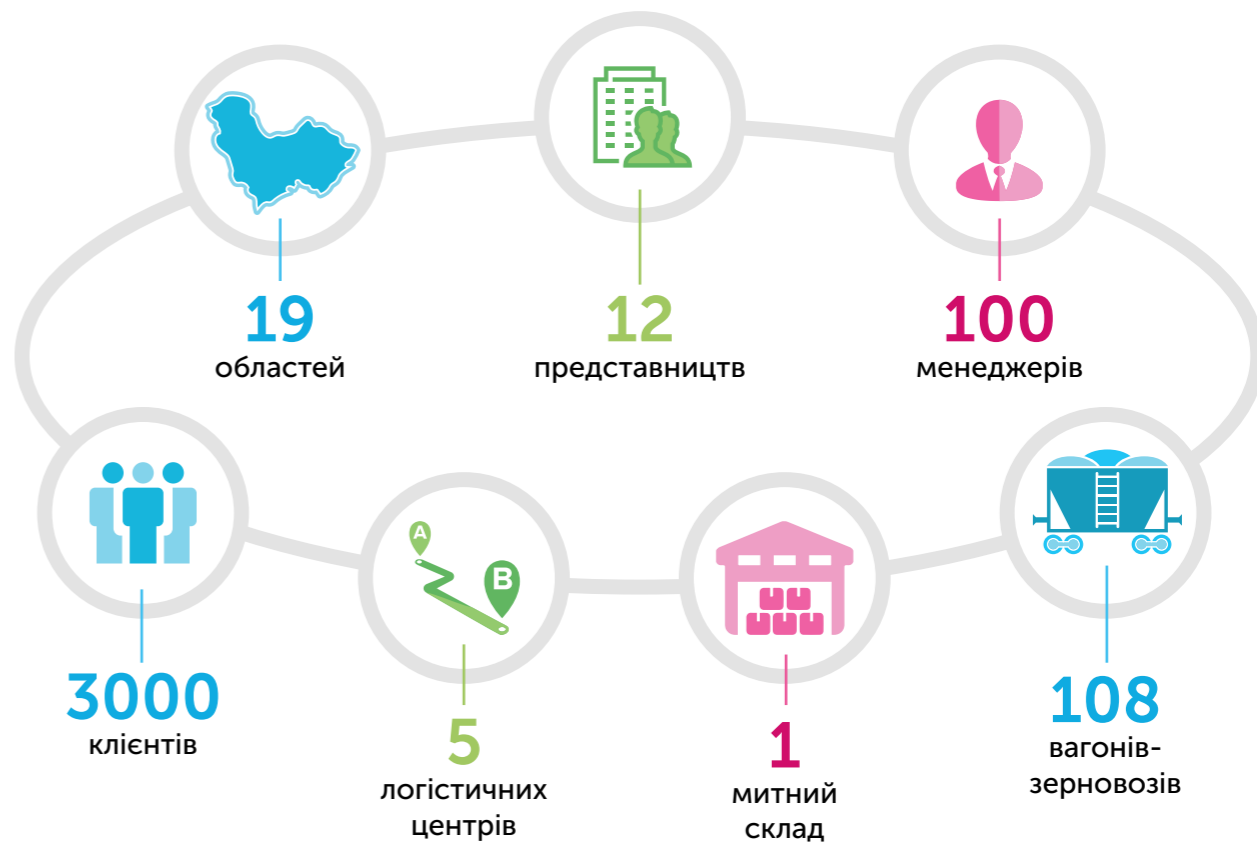 19
областей
12
представництв
100
менеджерів
A
B
3000
клієнтів
5
логістичних
центрів
1
митний
склад
108
вагонів-
зерновозів